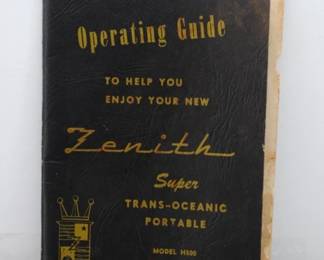 Operating Guide
TO HELP YOU
ENJOY YOUR NEW
Zenith
Super
TRANS-OCEANIC
PORTABLE
MODEL H500